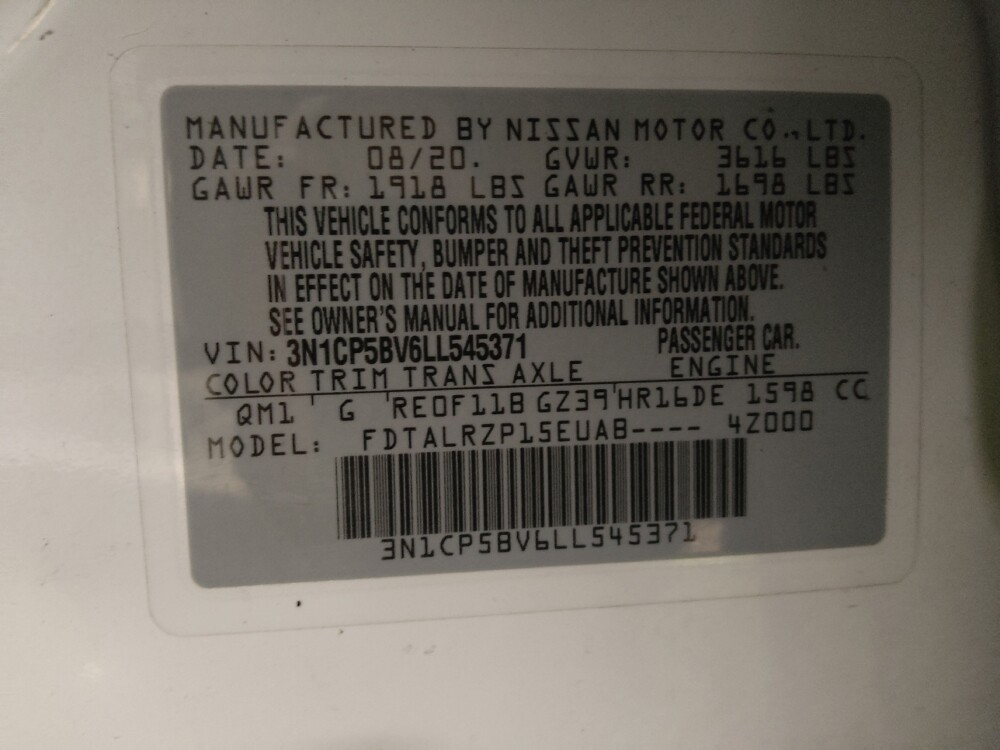 MANUFACTURED BY NISSAN MOTOR CO., LTD.
DATE: 08/20. GVWR: 3616 LBS
GAWR FR: 1918 LBS GAWR RR: 1698 LBS
THIS VEHICLE CONFORMS TO ALL APPLICABLE FEDERAL MOTOR
VEHICLE SAFETY, BUMPER AND THEFT PREVENTION STANDARDS
IN EFFECT ON THE DATE OF MANUFACTURE SHOWN ABOVE.
SEE OWNER'S MANUAL FOR ADDITIONAL INFORMATION.
VIN: 3N1CP5BV6LL545371 PASSENGER CAR.
COLOR TRIM TRANS AXLE ENGINE
QM1 ' G 'RE0F11B GZ39'HR16DE 1598 CC
MODEL: FDTALRZP15EUAB---- 4Z000
3N1CP5BV6LL545371